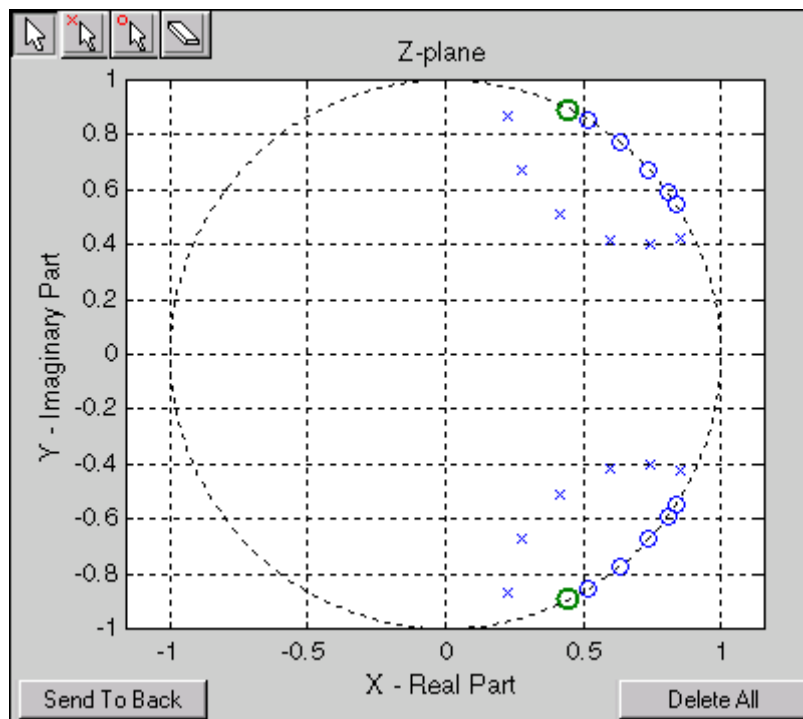 Z-plane
1
0.8
0.6
0.4
0.2
0
-0.2
-0.4
-0.6
-0.8
-1
Y - Imaginary Part
-1 -0.5 0 0.5 1
X - Real Part
Send To Back
Delete All